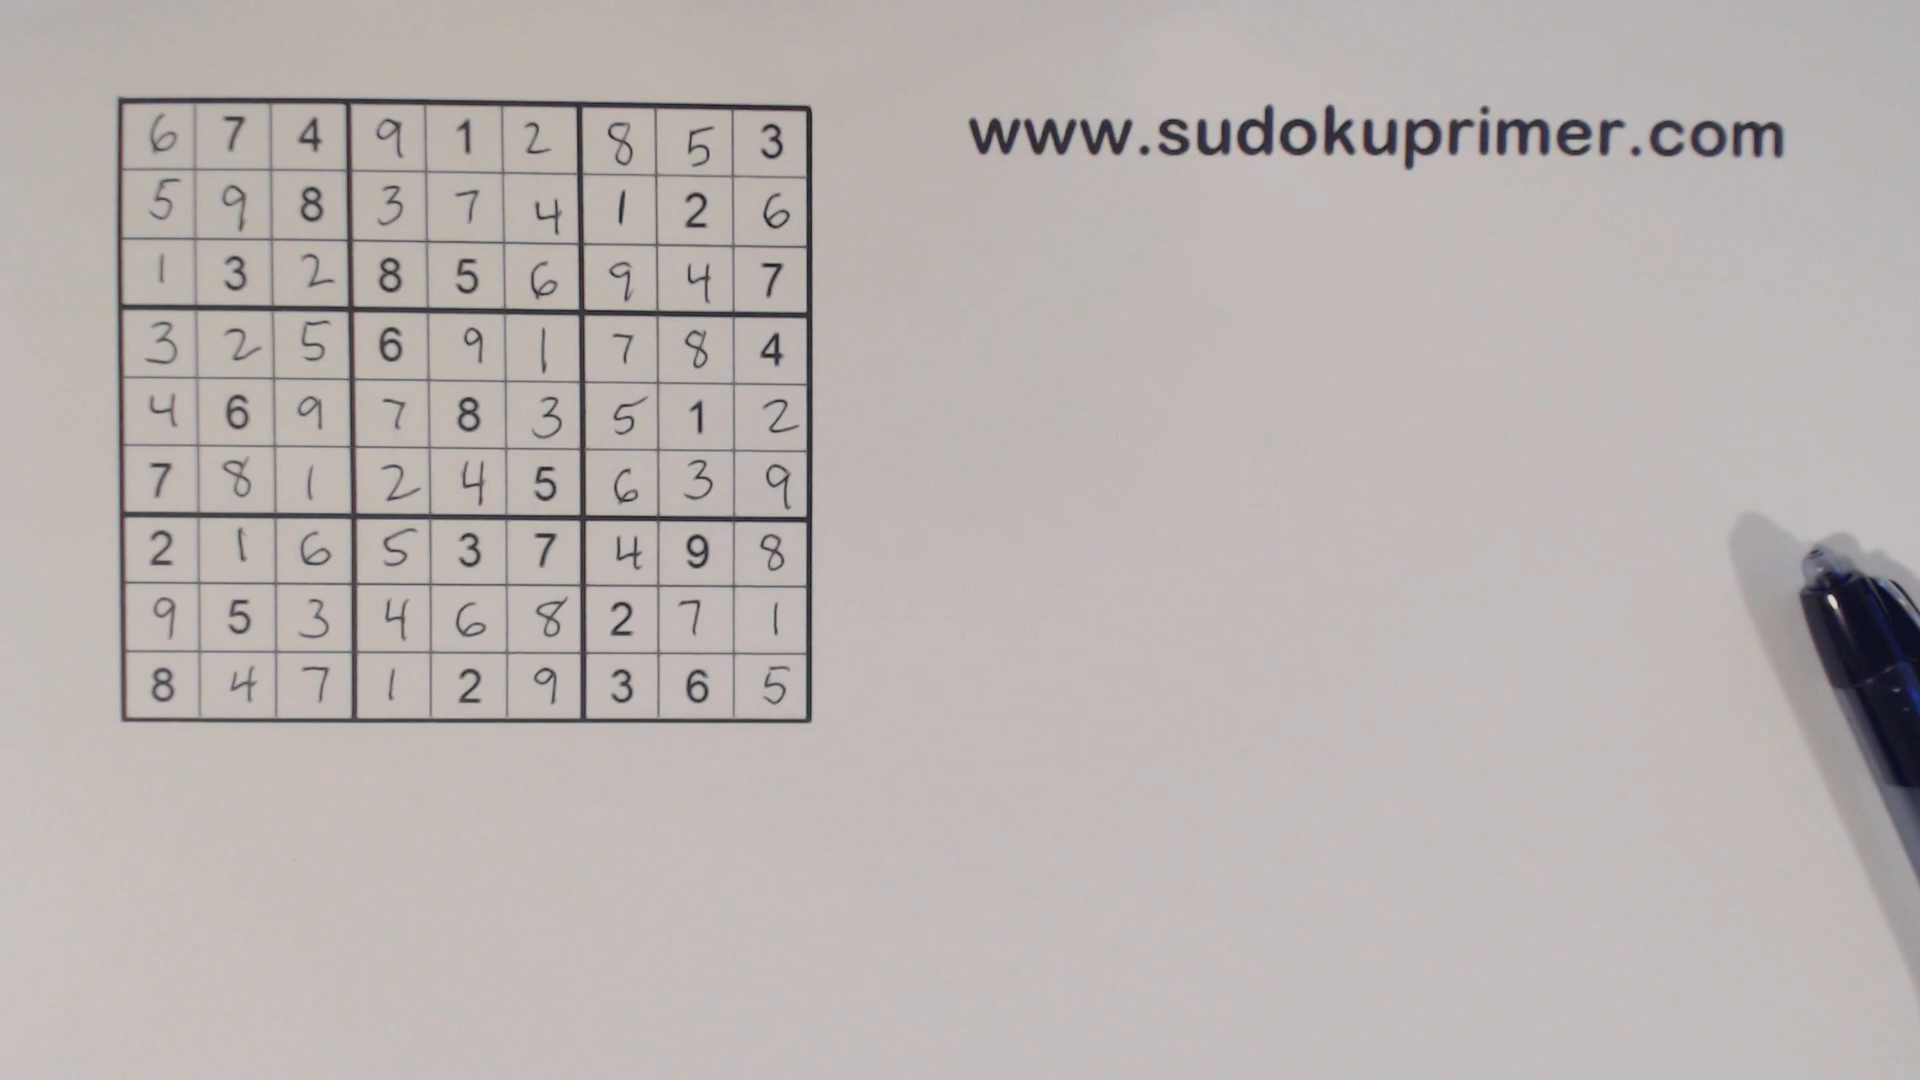 www.sudokuprimer.com
6 7 4 9 1 2 8 5 3
5 9 8 3 7 4 1 2 6
1 3 2 8 5 6 9 4 7
3 2 5 6 9 1 7 8 4
4 6 9 7 8 3 5 1 2
7 8 1 2 4 5 6 3 9
2 1 6 5 3 7 4 9 8
9 5 3 4 6 8 2 7 1
8 4 7 1 2 9 3 6 5